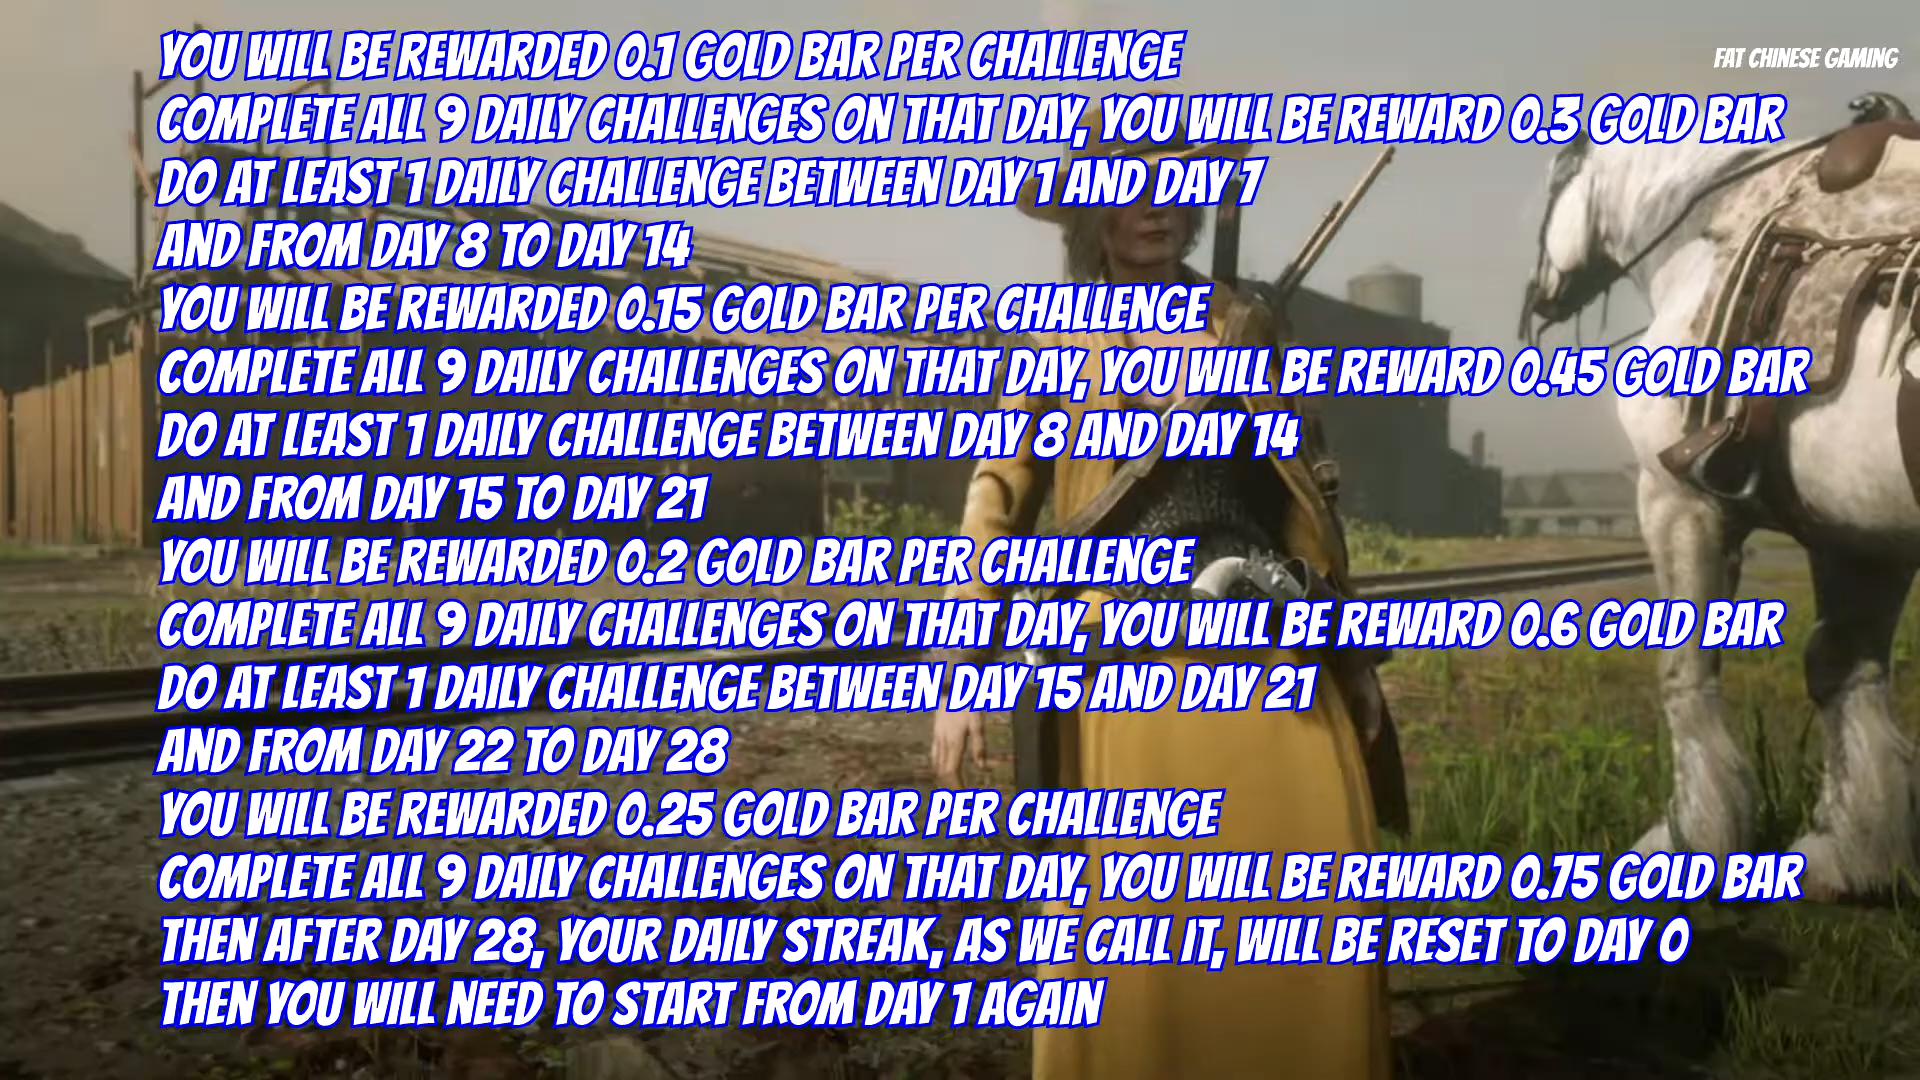 YOU WILL BE REWARDED 0.1 GOLD BAR PER CHALLENGE
FAT CHINESE GAMING
COMPLETE ALL 9 DAILY CHALLENGES ON THAT DAY, YOU WILL BE REWARD 0.3 GOLD BAR
DO AT LEAST 1 DAILY CHALLENGE BETWEEN DAY 1 AND DAY 7
AND FROM DAY 8 TO DAY 14
YOU WILL BE REWARDED 0.15 GOLD BAR PER CHALLENGE
COMPLETE ALL 9 DAILY CHALLENGES ON THAT DAY, YOU WILL BE REWARD 0.45 GOLD BAR
DO AT LEAST 1 DAILY CHALLENGE BETWEEN DAY 8 AND DAY 14
AND FROM DAY 15 TO DAY 21
YOU WILL BE REWARDED 0.2 GOLD BAR PER CHALLENGE
COMPLETE ALL 9 DAILY CHALLENGES ON THAT DAY, YOU WILL BE REWARD 0.6 GOLD BAR
DO AT LEAST 1 DAILY CHALLENGE BETWEEN DAY 15 AND DAY 21
AND FROM DAY 22 TO DAY 28
YOU WILL BE REWARDED 0.25 GOLD BAR PER CHALLENGE
COMPLETE ALL 9 DAILY CHALLENGES ON THAT DAY, YOU WILL BE REWARD 0.75 GOLD BAR
THEN AFTER DAY 28, YOUR DAILY STREAK, AS WE CALL IT, WILL BE RESET TO DAY 0
THEN YOU WILL NEED TO START FROM DAY 1 AGAIN